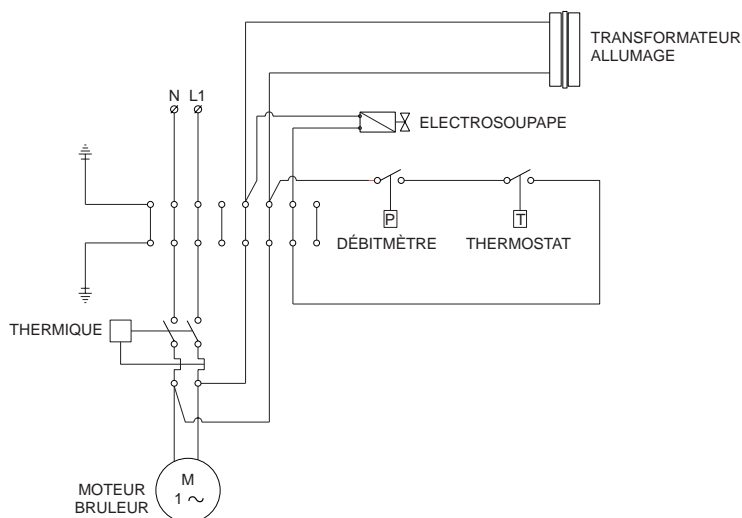 TRANSFORMATEUR
ALLUMAGE
N L1
ELECTROSOUPAPE
P T
DÉBITMÈTRE THERMOSTAT
THERMIQUE
M
1 ~
MOTEUR
BRULEUR